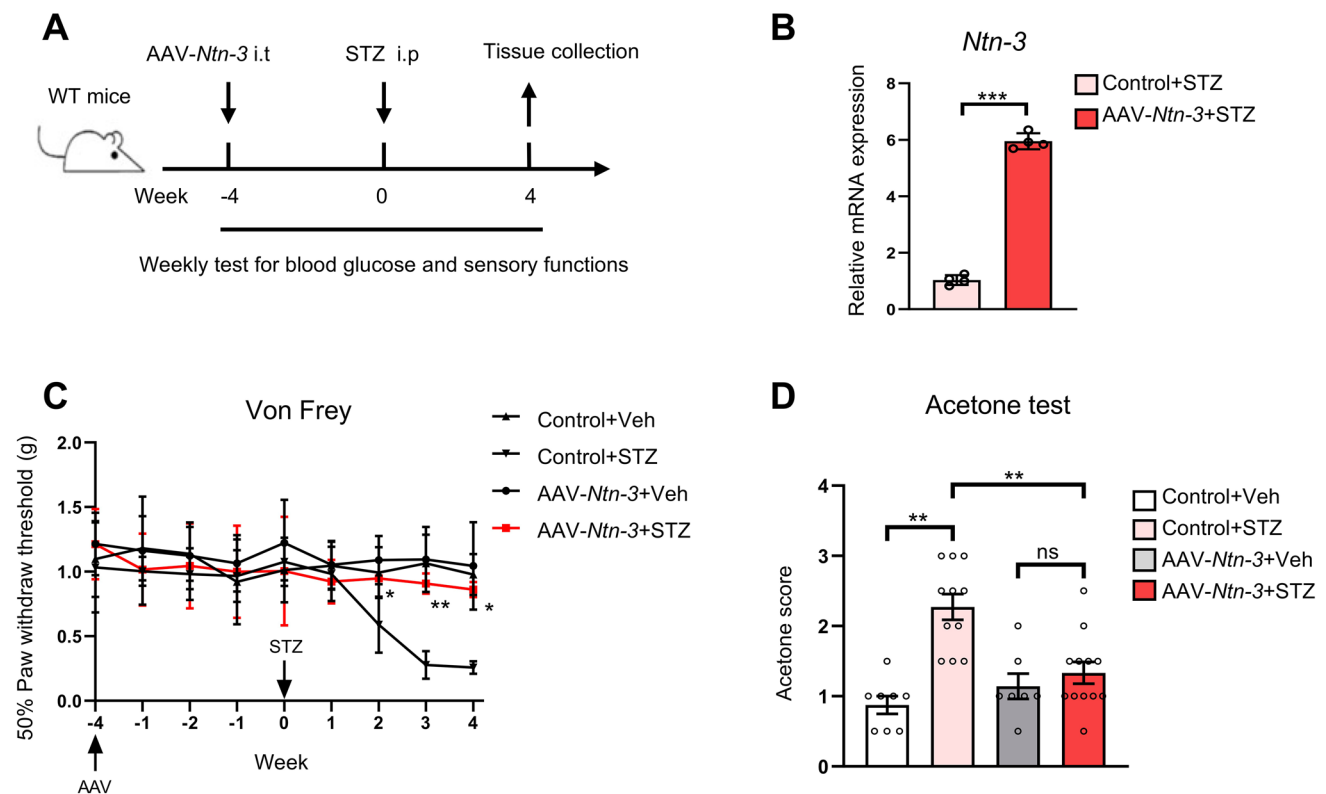 A
AAV-Ntn-3 i.t
STZ i.p
Tissue collection
WT mice
Week
-4
0
4
Weekly test for blood glucose and sensory functions
B
Ntn-3
Relative mRNA expression
8
6
4
2
0
***
Control+STZ
AAV-Ntn-3+STZ
C
Von Frey
50% Paw withdraw threshold (g)
2.0
1.5
1.0
0.5
0.0
STZ
*
**
*
-4
-1
-2
-1
0
1
2
3
4
Week
AAV
Control+Veh
Control+STZ
AAV-Ntn-3+Veh
AAV-Ntn-3+STZ
D
Acetone test
Acetone score
4
3
2
1
0
**
**
ns
Control+Veh
Control+STZ
AAV-Ntn-3+Veh
AAV-Ntn-3+STZ